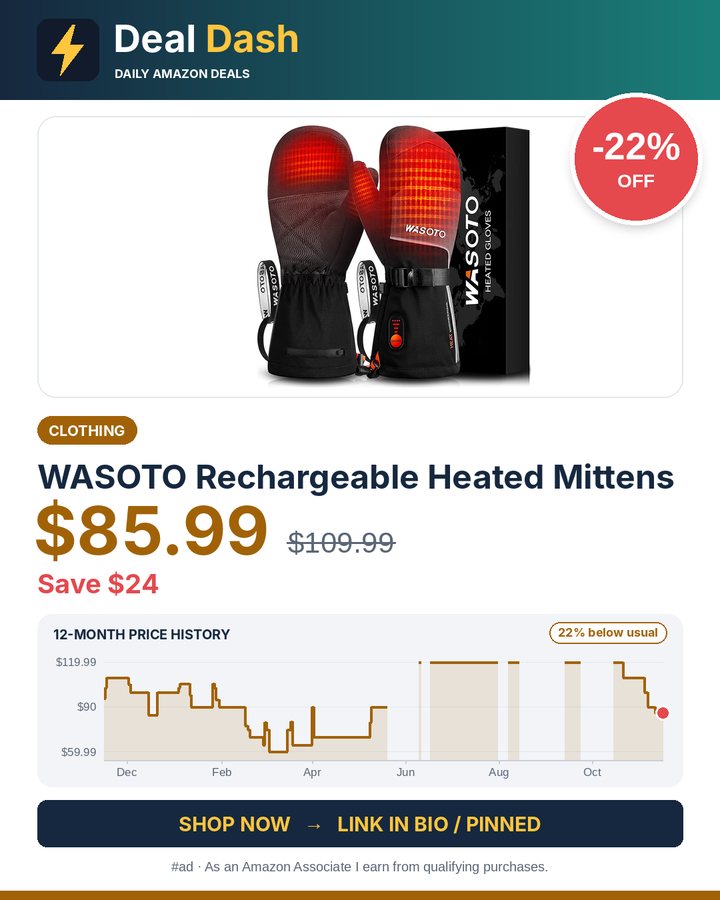 Deal Dash
DAILY AMAZON DEALS
-22%
OFF
WASOTO
WASOTO
HEATED GLOVES
WASOTO
WASOTO
CLOTHING
WASOTO Rechargeable Heated Mittens
$85.99 $109.99
Save $24
12-MONTH PRICE HISTORY
22% below usual
$119.99
$90
$59.99
Dec Feb Apr Jun Aug Oct
SHOP NOW → LINK IN BIO / PINNED
#ad · As an Amazon Associate I earn from qualifying purchases.